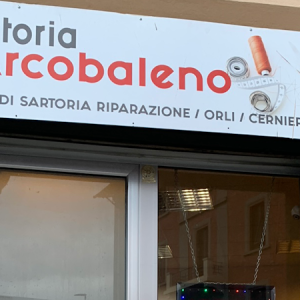 toria
rcobaleno
DI SARTORIA RIPARAZIONE / ORLI / CERNIER